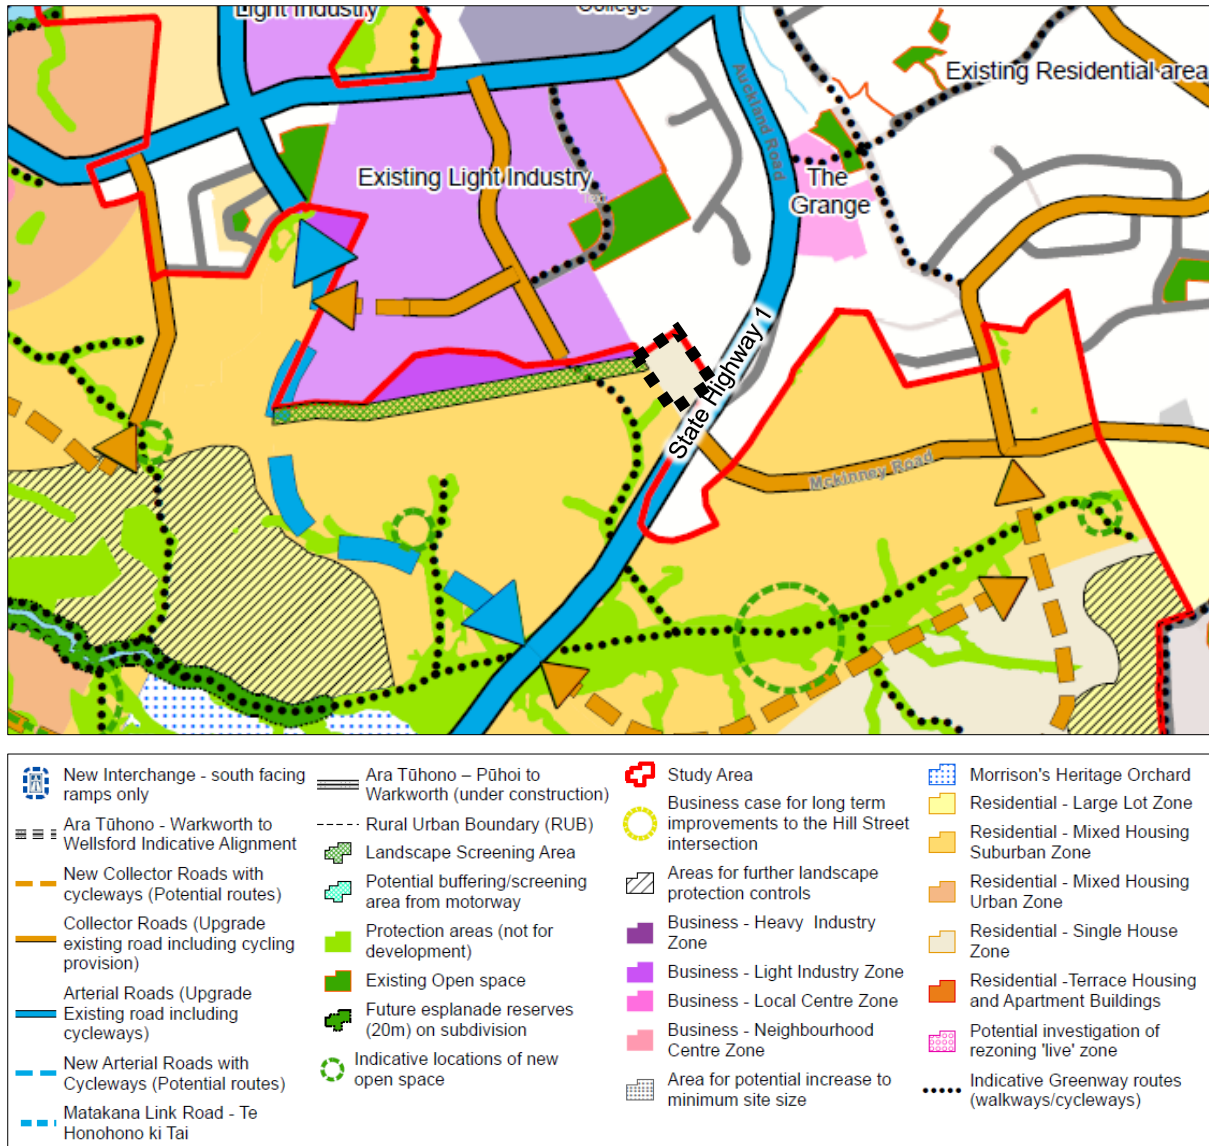 Light Industry
College
Existing Residential area
Auckland Road
Existing Light Industry
The
Grange
State Highway 1
Mckinney Road
New Interchange - south facing
ramps only
Ara Tūhono - Warkworth to
Wellsford Indicative Alignment
New Collector Roads with
cycleways (Potential routes)
Collector Roads (Upgrade
existing road including cycling
provision)
Arterial Roads (Upgrade
Existing road including
cycleways)
New Arterial Roads with
Cycleways (Potential routes)
Matakana Link Road - Te
Honohono ki Tai
Ara Tūhono – Pūhoi to
Warkworth (under construction)
Rural Urban Boundary (RUB)
Landscape Screening Area
Potential buffering/screening
area from motorway
Protection areas (not for
development)
Existing Open space
Future esplanade reserves
(20m) on subdivision
Indicative locations of new
open space
Study Area
Business case for long term
improvements to the Hill Street
intersection
Areas for further landscape
protection controls
Business - Heavy Industry
Zone
Business - Light Industry Zone
Business - Local Centre Zone
Business - Neighbourhood
Centre Zone
Area for potential increase to
minimum site size
Morrison's Heritage Orchard
Residential - Large Lot Zone
Residential - Mixed Housing
Suburban Zone
Residential - Mixed Housing
Urban Zone
Residential - Single House
Zone
Residential -Terrace Housing
and Apartment Buildings
Potential investigation of
rezoning 'live' zone
Indicative Greenway routes
(walkways/cycleways)